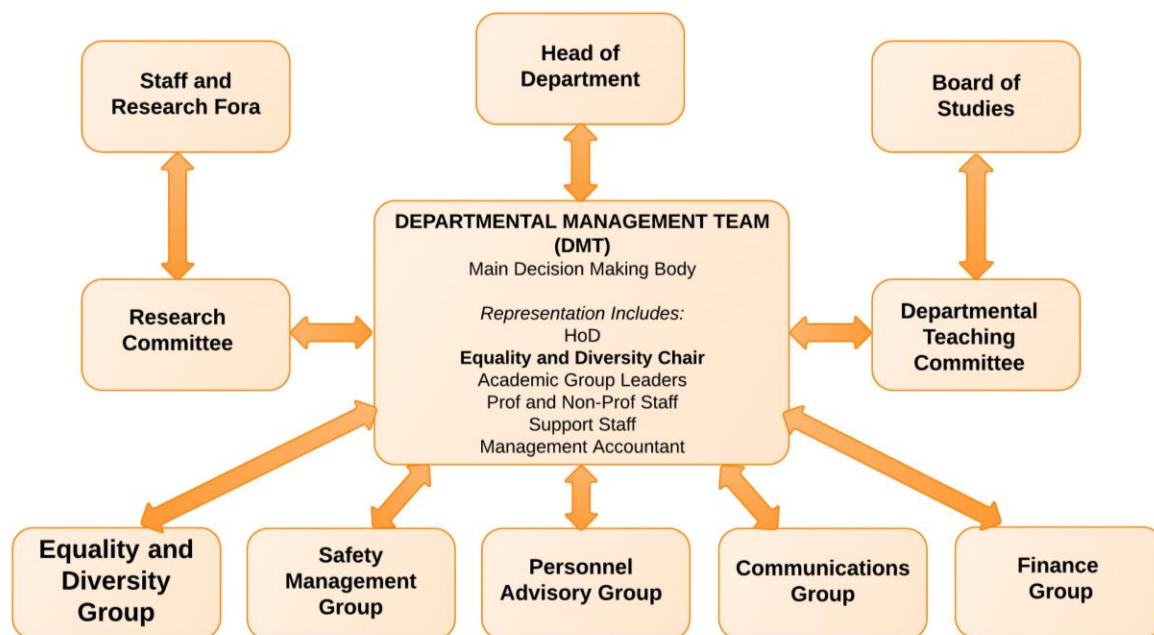 Staff and
Research Fora
Head of
Department
Board of
Studies
DEPARTMENTAL MANAGEMENT TEAM
(DMT)
Main Decision Making Body
Representation Includes:
HoD
Equality and Diversity Chair
Academic Group Leaders
Prof and Non-Prof Staff
Support Staff
Management Accountant
Research
Committee
Departmental
Teaching
Committee
Equality and
Diversity
Group
Safety
Management
Group
Personnel
Advisory Group
Communications
Group
Finance
Group